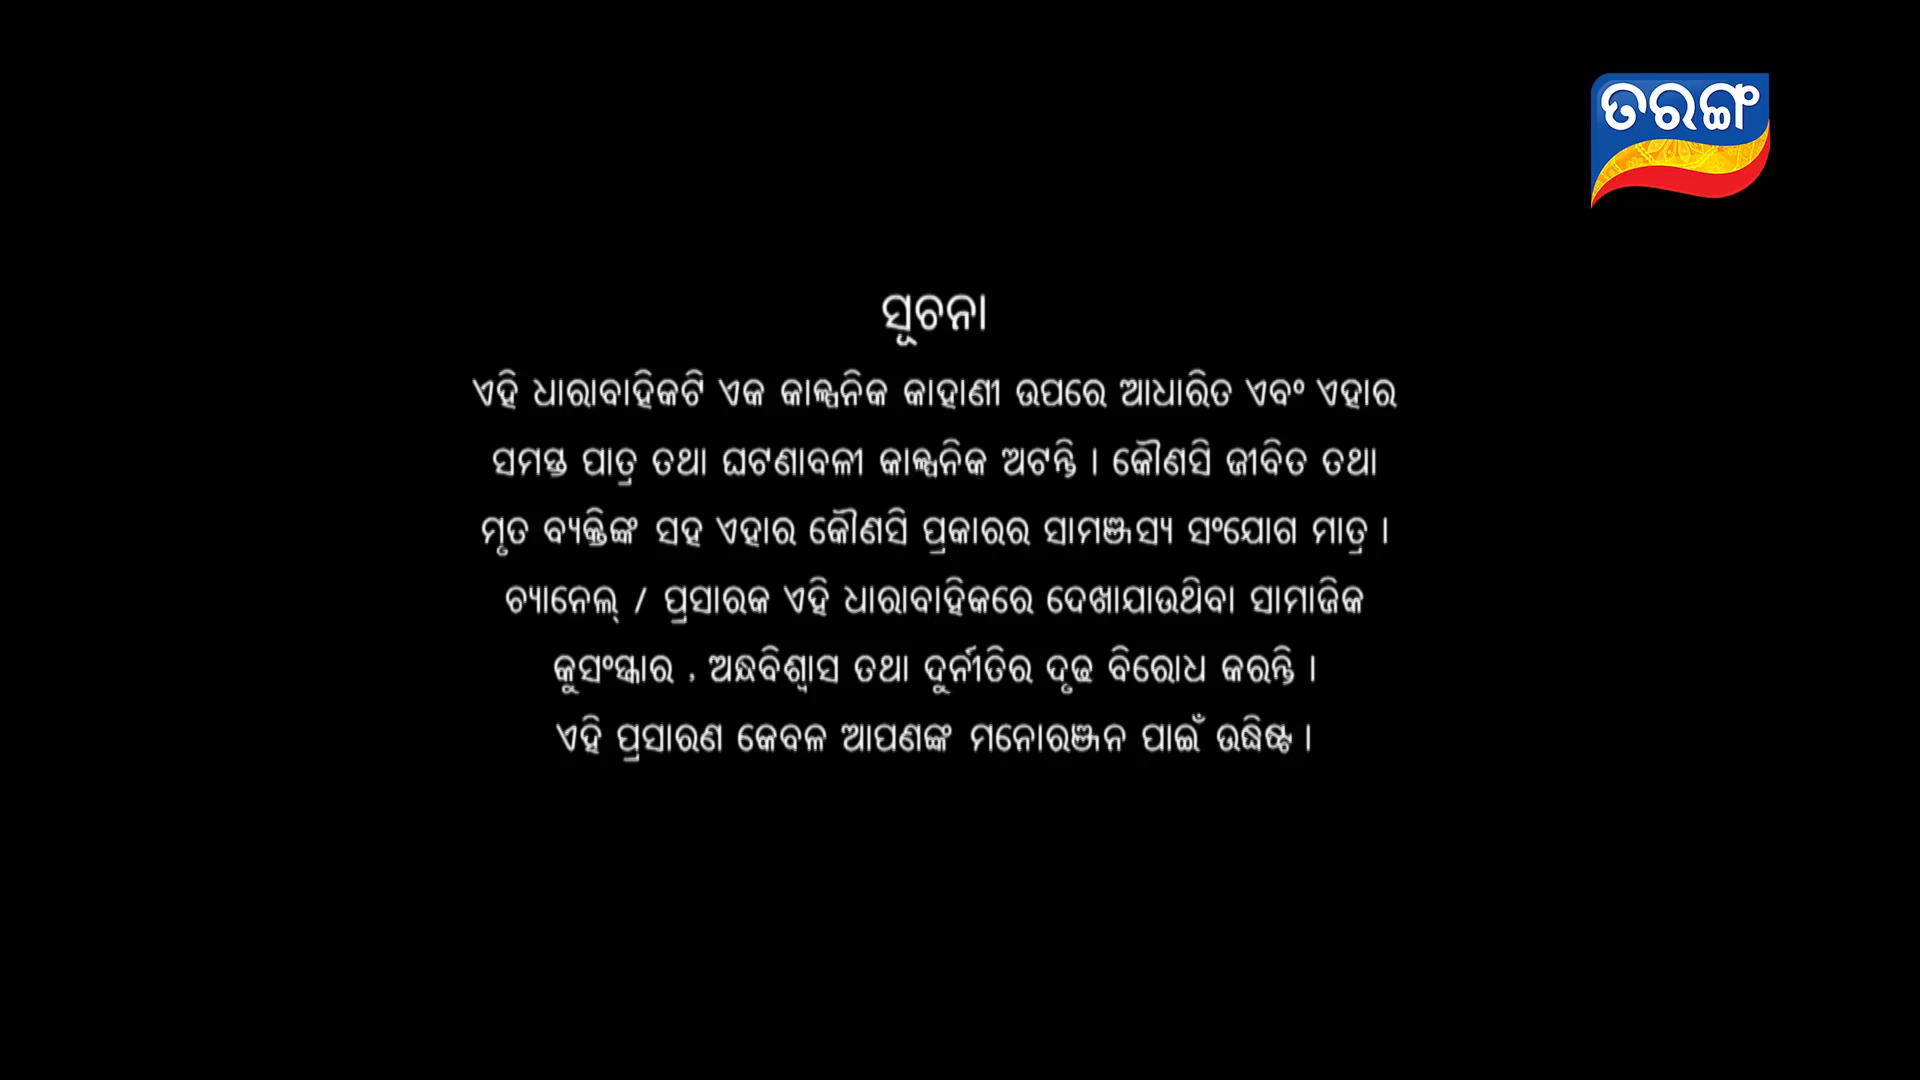 ତରଙ୍ଗ
ସୂଚନା
ଏହି ଧାରାବାହିକଟି ଏକ କାଳ୍ପନିକ କାହାଣୀ ଉପରେ ଆଧାରିତ ଏବଂ ଏହାର
ସମସ୍ତ ପାତ୍ର ତଥା ଘଟଣାବଳୀ କାଳ୍ପନିକ ଅଟନ୍ତି । କୌଣସି ଜୀବିତ ତଥା
ମୃତ ବ୍ୟକ୍ତିଙ୍କ ସହ ଏହାର କୌଣସି ପ୍ରକାରର ସାମଞ୍ଜସ୍ୟ ସଂଯୋଗ ମାତ୍ର ।
ଚ୍ୟାନେଲ୍ / ପ୍ରସାରକ ଏହି ଧାରାବାହିକରେ ଦେଖାଯାଉଥିବା ସାମାଜିକ
କୁସଂସ୍କାର , ଅନ୍ଧବିଶ୍ୱାସ ତଥା ଦୁର୍ନୀତିର ଦୃଢ ବିରୋଧ କରନ୍ତି ।
ଏହି ପ୍ରସାରଣ କେବଳ ଆପଣଙ୍କ ମନୋରଞ୍ଜନ ପାଇଁ ଉଦ୍ଧିଷ୍ଟ ।